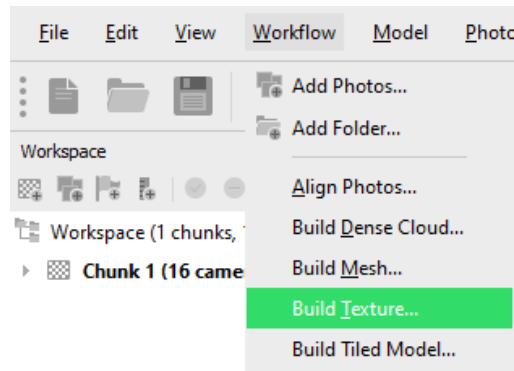 File Edit View Workflow Model Photo
Add Photos...
Add Folder...
Workspace
Align Photos...
Workspace (1 chunks,
Build Dense Cloud...
Chunk 1 (16 came
Build Mesh...
Build Texture...
Build Tiled Model...